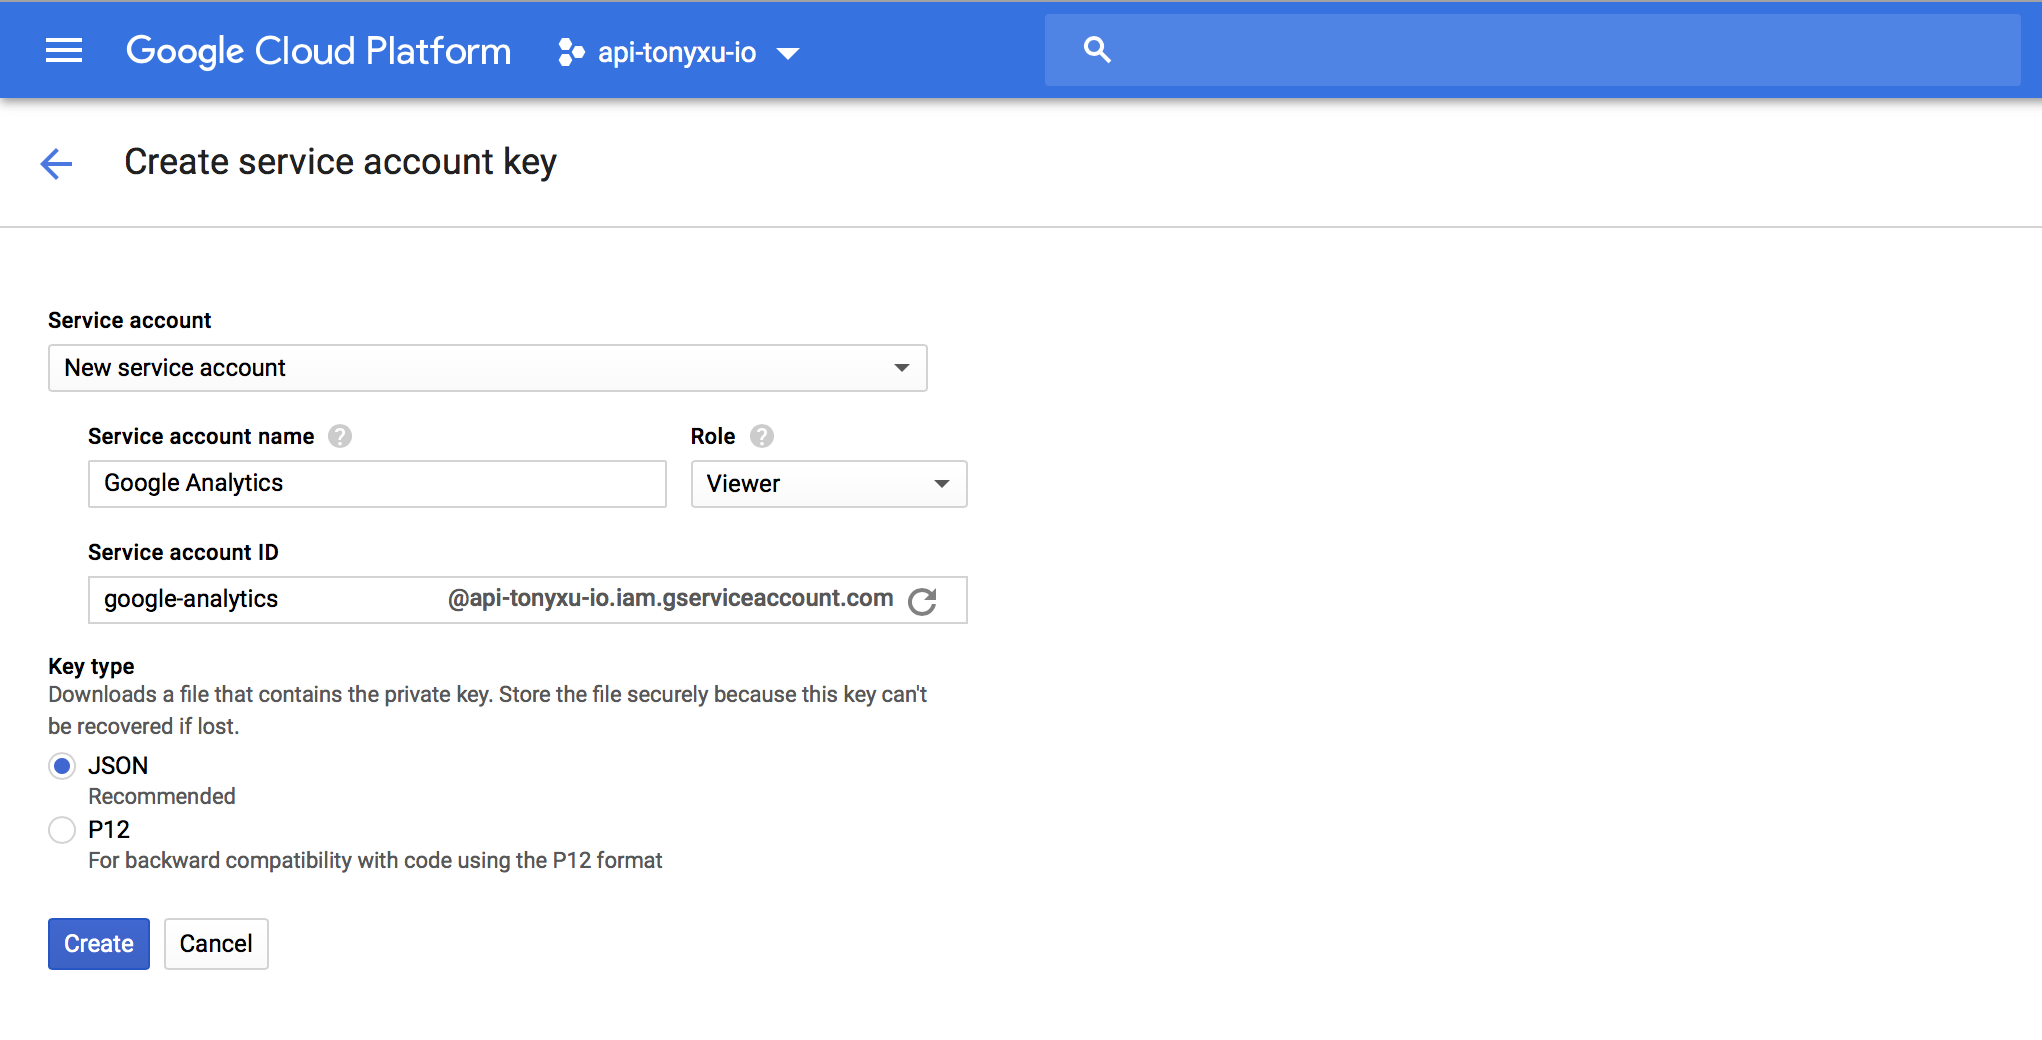 Google Cloud Platform api-tonyxu-io
Create service account key
Service account
New service account
Service account name ? Role ?
Google Analytics Viewer
Service account ID
google-analytics @api-tonyxu-io.iam.gserviceaccount.com
Key type
Downloads a file that contains the private key. Store the file securely because this key can't
be recovered if lost.
JSON
Recommended
P12
For backward compatibility with code using the P12 format
Create Cancel